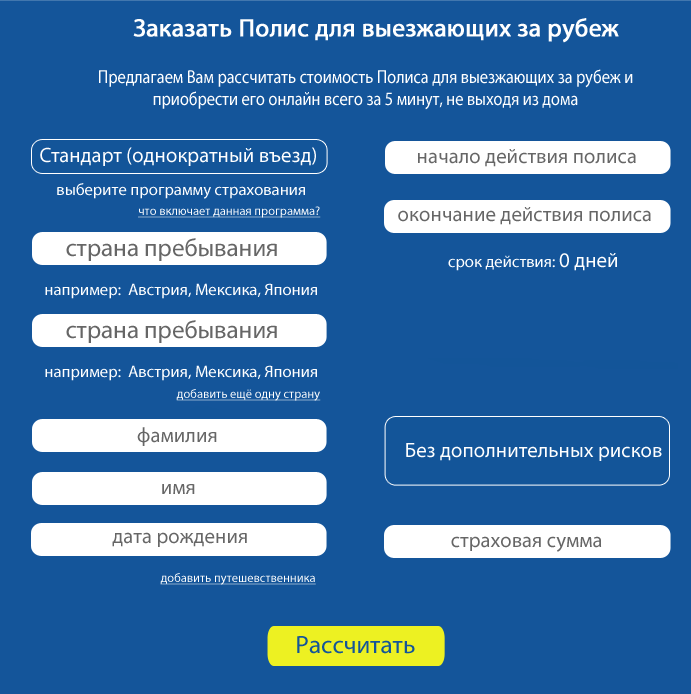 Заказать Полис для выезжающих за рубеж
Предлагаем Вам рассчитать стоимость Полиса для выезжающих за рубеж и
приобрести его онлайн всего за 5 минут, не выходя из дома
Стандарт (однократный въезд)
выберите программу страхования
что включает данная программа?
страна пребывания
например: Австрия, Мексика, Япония
страна пребывания
например: Австрия, Мексика, Япония
добавить ещё одну страну
фамилия
имя
дата рождения
добавить путешевственника
начало действия полиса
окончание действия полиса
срок действия: 0 дней
Без дополнительных рисков
страховая сумма
Рассчитать